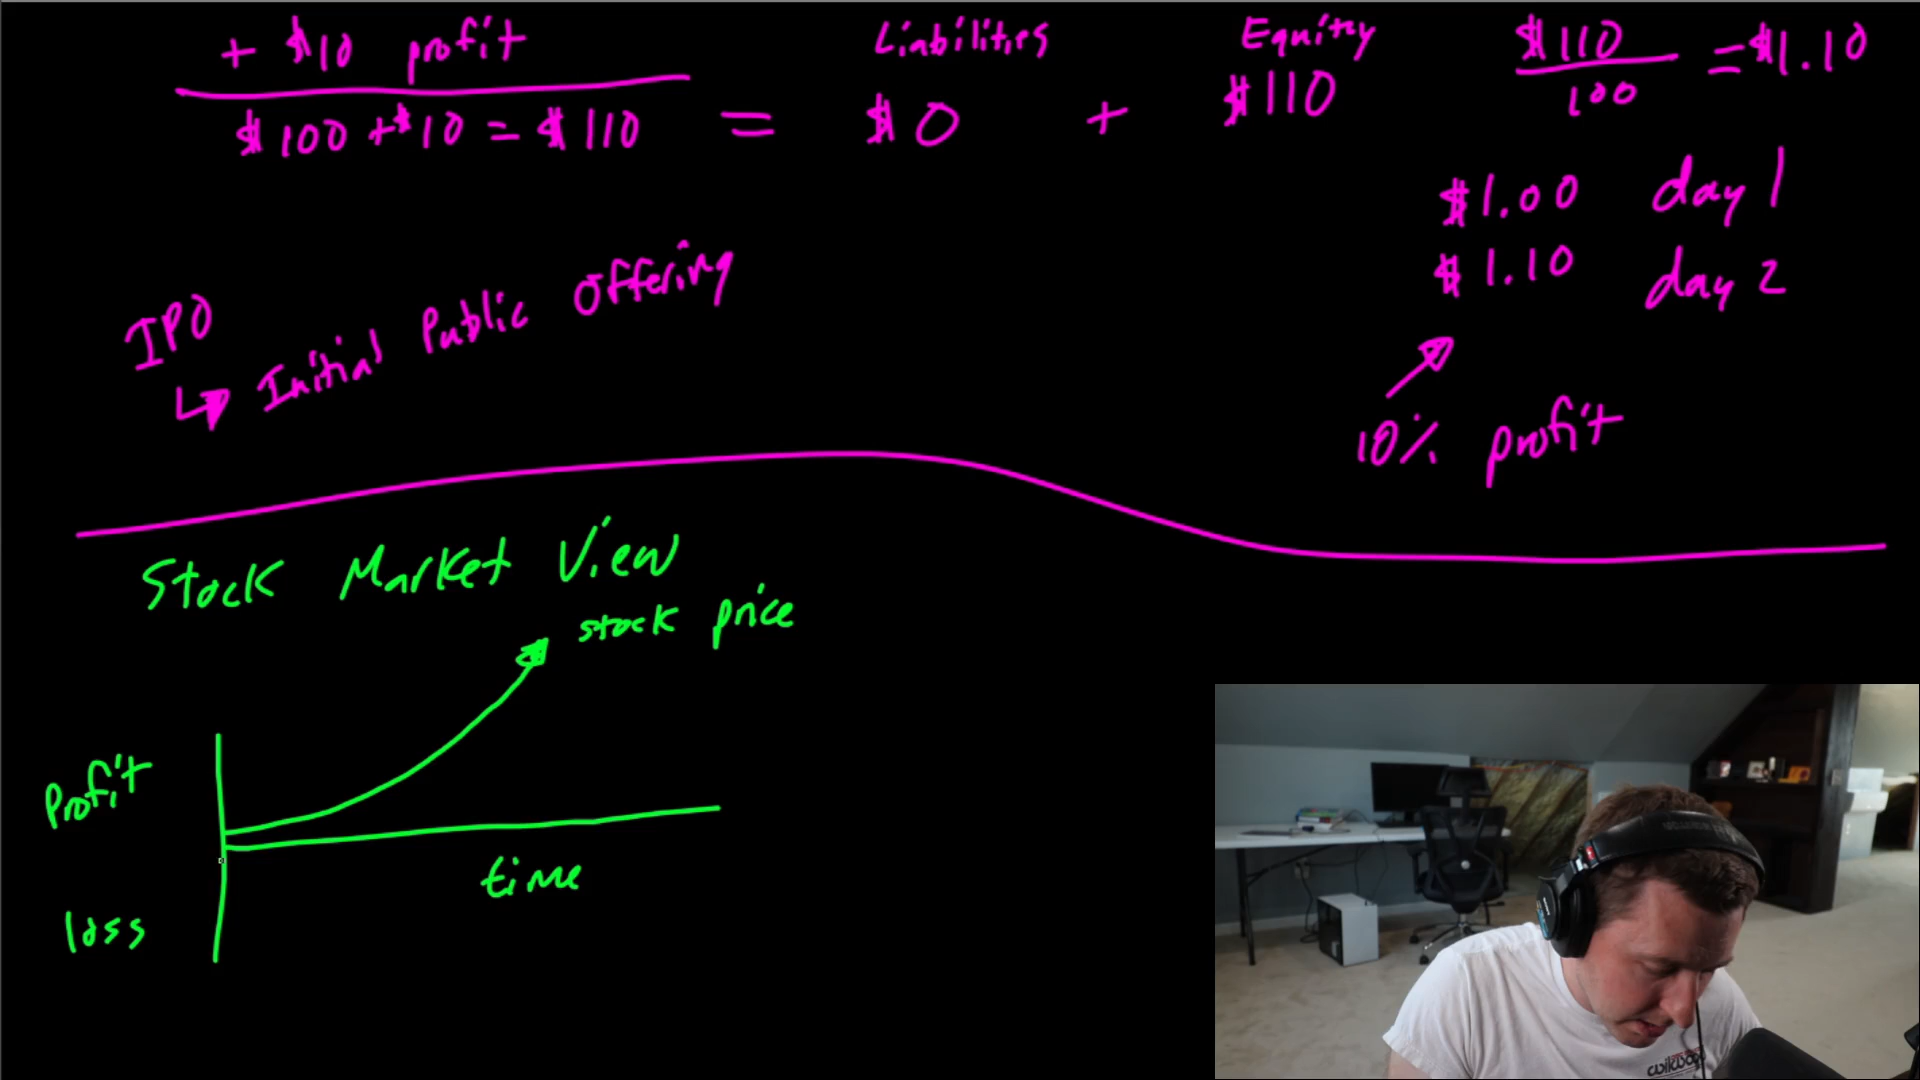 + $10 profit
$100 + $10 = $110 = $0 + $110
Liabilities
Equity
$110
100
= $1.10
$1.00 day 1
$1.10 day 2
10% profit
IPO
↳ Initial Public Offering
Stock Market View
stock price
Profit
time
loss